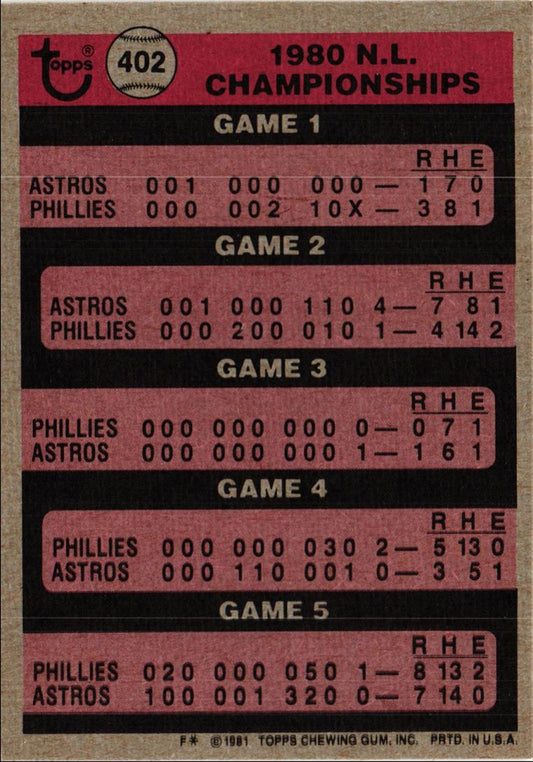 topps ® 402 1980 N.L.
CHAMPIONSHIPS
GAME 1
R H E
ASTROS 001 000 000 — 1 7 0
PHILLIES 000 002 10X — 3 8 1
GAME 2
R H E
ASTROS 001 000 110 4 — 7 8 1
PHILLIES 000 200 010 1 — 4 14 2
GAME 3
R H E
PHILLIES 000 000 000 0 — 0 7 1
ASTROS 000 000 000 1 — 1 6 1
GAME 4
R H E
PHILLIES 000 000 030 2 — 5 13 0
ASTROS 000 110 001 0 — 3 5 1
GAME 5
R H E
PHILLIES 020 000 050 1 — 8 13 2
ASTROS 100 001 320 0 — 7 14 0
F* © 1981 TOPPS CHEWING GUM, INC. PRTD. IN U.S.A.